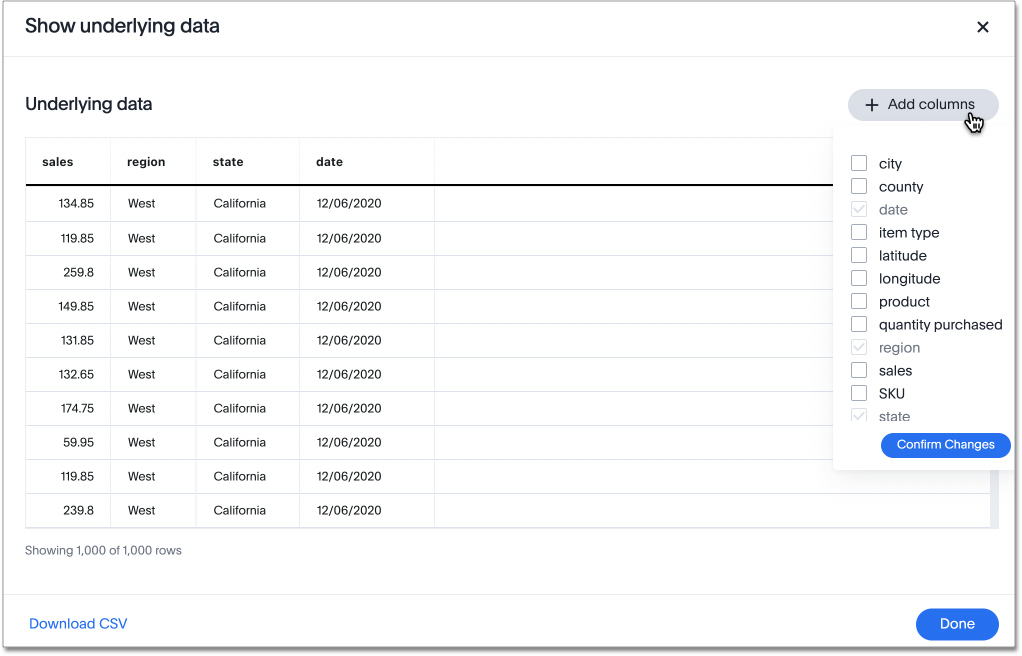 Show underlying data
Underlying data
+ Add columns
sales region state date
134.85 West California 12/06/2020
119.85 West California 12/06/2020
259.8 West California 12/06/2020
149.85 West California 12/06/2020
131.85 West California 12/06/2020
132.65 West California 12/06/2020
174.75 West California 12/06/2020
59.95 West California 12/06/2020
119.85 West California 12/06/2020
239.8 West California 12/06/2020
city
county
date
item type
latitude
longitude
product
quantity purchased
region
sales
SKU
state
Confirm Changes
Showing 1,000 of 1,000 rows
Download CSV
Done